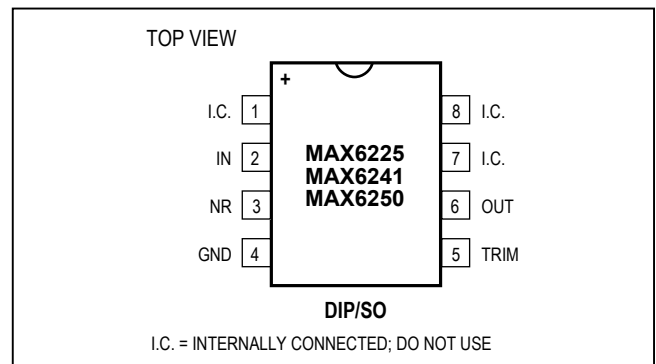 TOP VIEW
+
I.C. 1
8 I.C.
IN 2
7 I.C.
NR 3
6 OUT
GND 4
5 TRIM
MAX6225
MAX6241
MAX6250
DIP/SO
I.C. = INTERNALLY CONNECTED; DO NOT USE